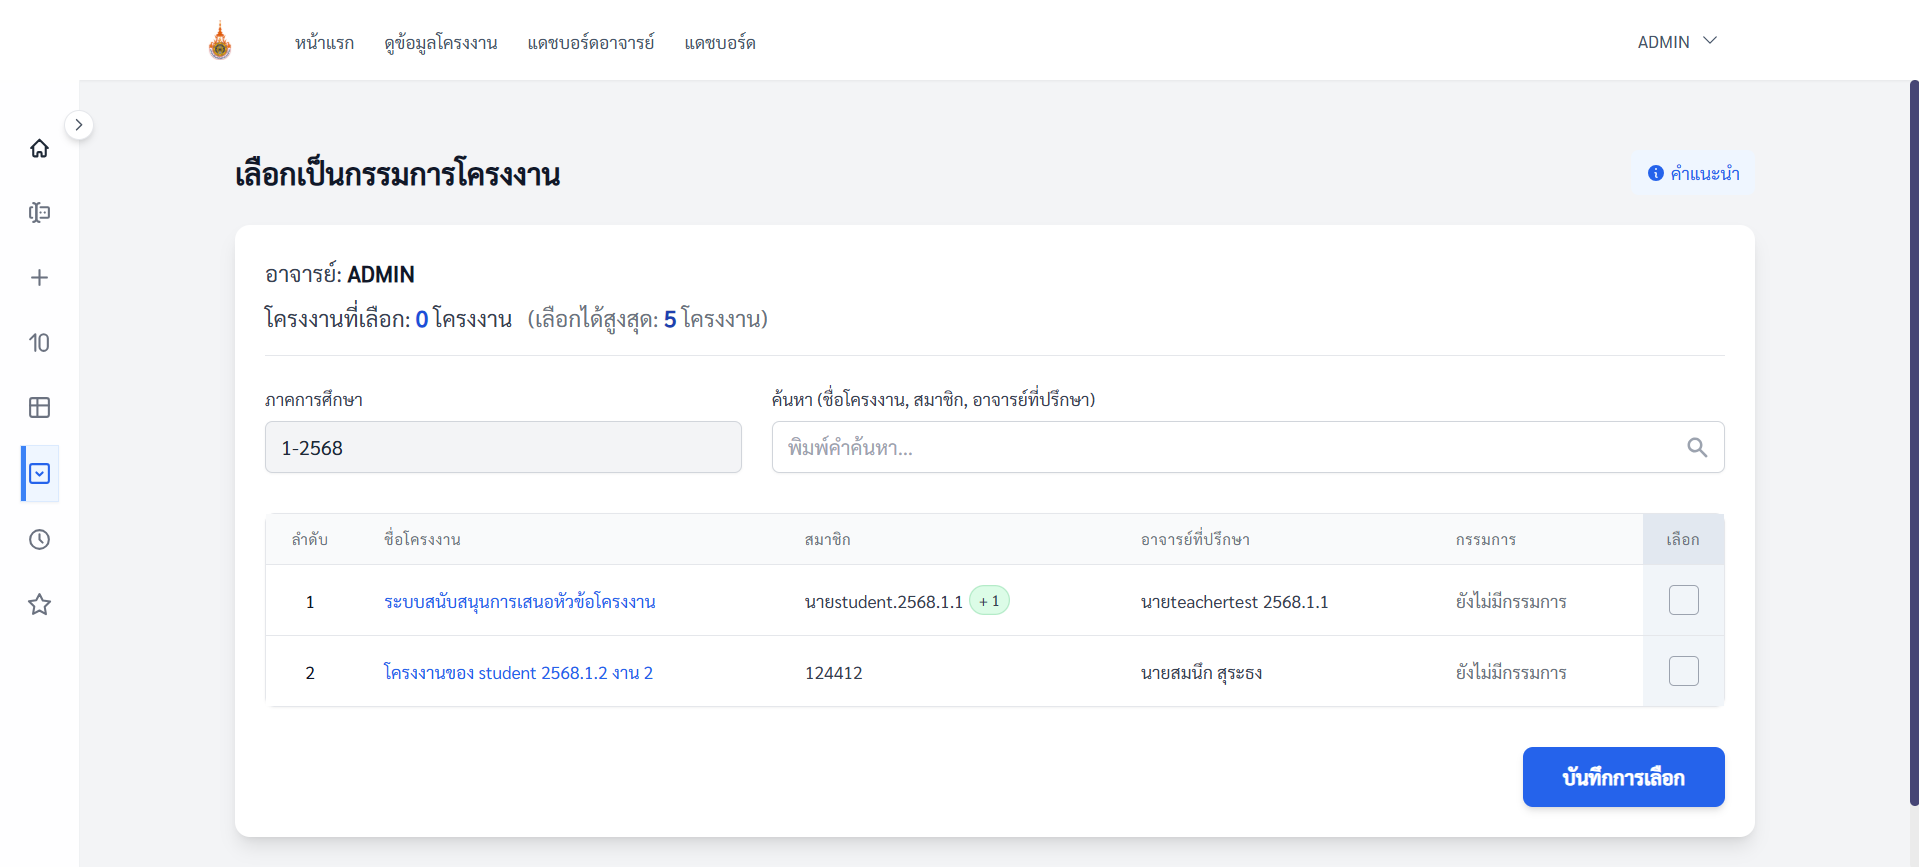 หน้าแรก ดูข้อมูลโครงงาน แดชบอร์ดอาจารย์ แดชบอร์ด ADMIN
เลือกเป็นกรรมการโครงงาน
คำแนะนำ
อาจารย์: ADMIN
โครงงานที่เลือก: 0 โครงงาน (เลือกได้สูงสุด: 5 โครงงาน)
ภาคการศึกษา ค้นหา (ชื่อโครงงาน, สมาชิก, อาจารย์ที่ปรึกษา)
1-2568 พิมพ์คำค้นหา...
ลำดับ ชื่อโครงงาน สมาชิก อาจารย์ที่ปรึกษา กรรมการ เลือก
1 ระบบสนับสนุนการเสนอหัวข้อโครงงาน นายstudent.2568.1.1 + 1 นายteachertest 2568.1.1 ยังไม่มีกรรมการ
2 โครงงานของ student 2568.1.2 งาน 2 124412 นายสมนึก สุระธง ยังไม่มีกรรมการ
บันทึกการเลือก
10